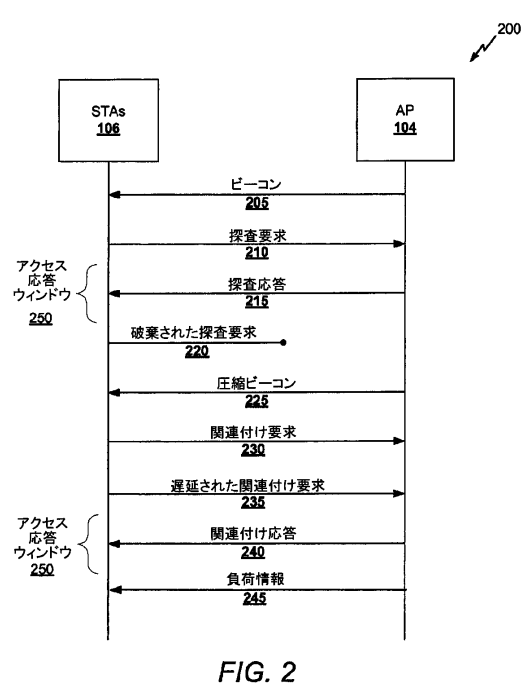 200
STAs
106
AP
104
ビーコン
205
探査要求
210
アクセス
応答
ウィンドウ
250
探査応答
215
破棄された探査要求
220
圧縮ビーコン
225
関連付け要求
230
遅延された関連付け要求
235
アクセス
応答
ウィンドウ
250
関連付け応答
240
負荷情報
245
FIG. 2